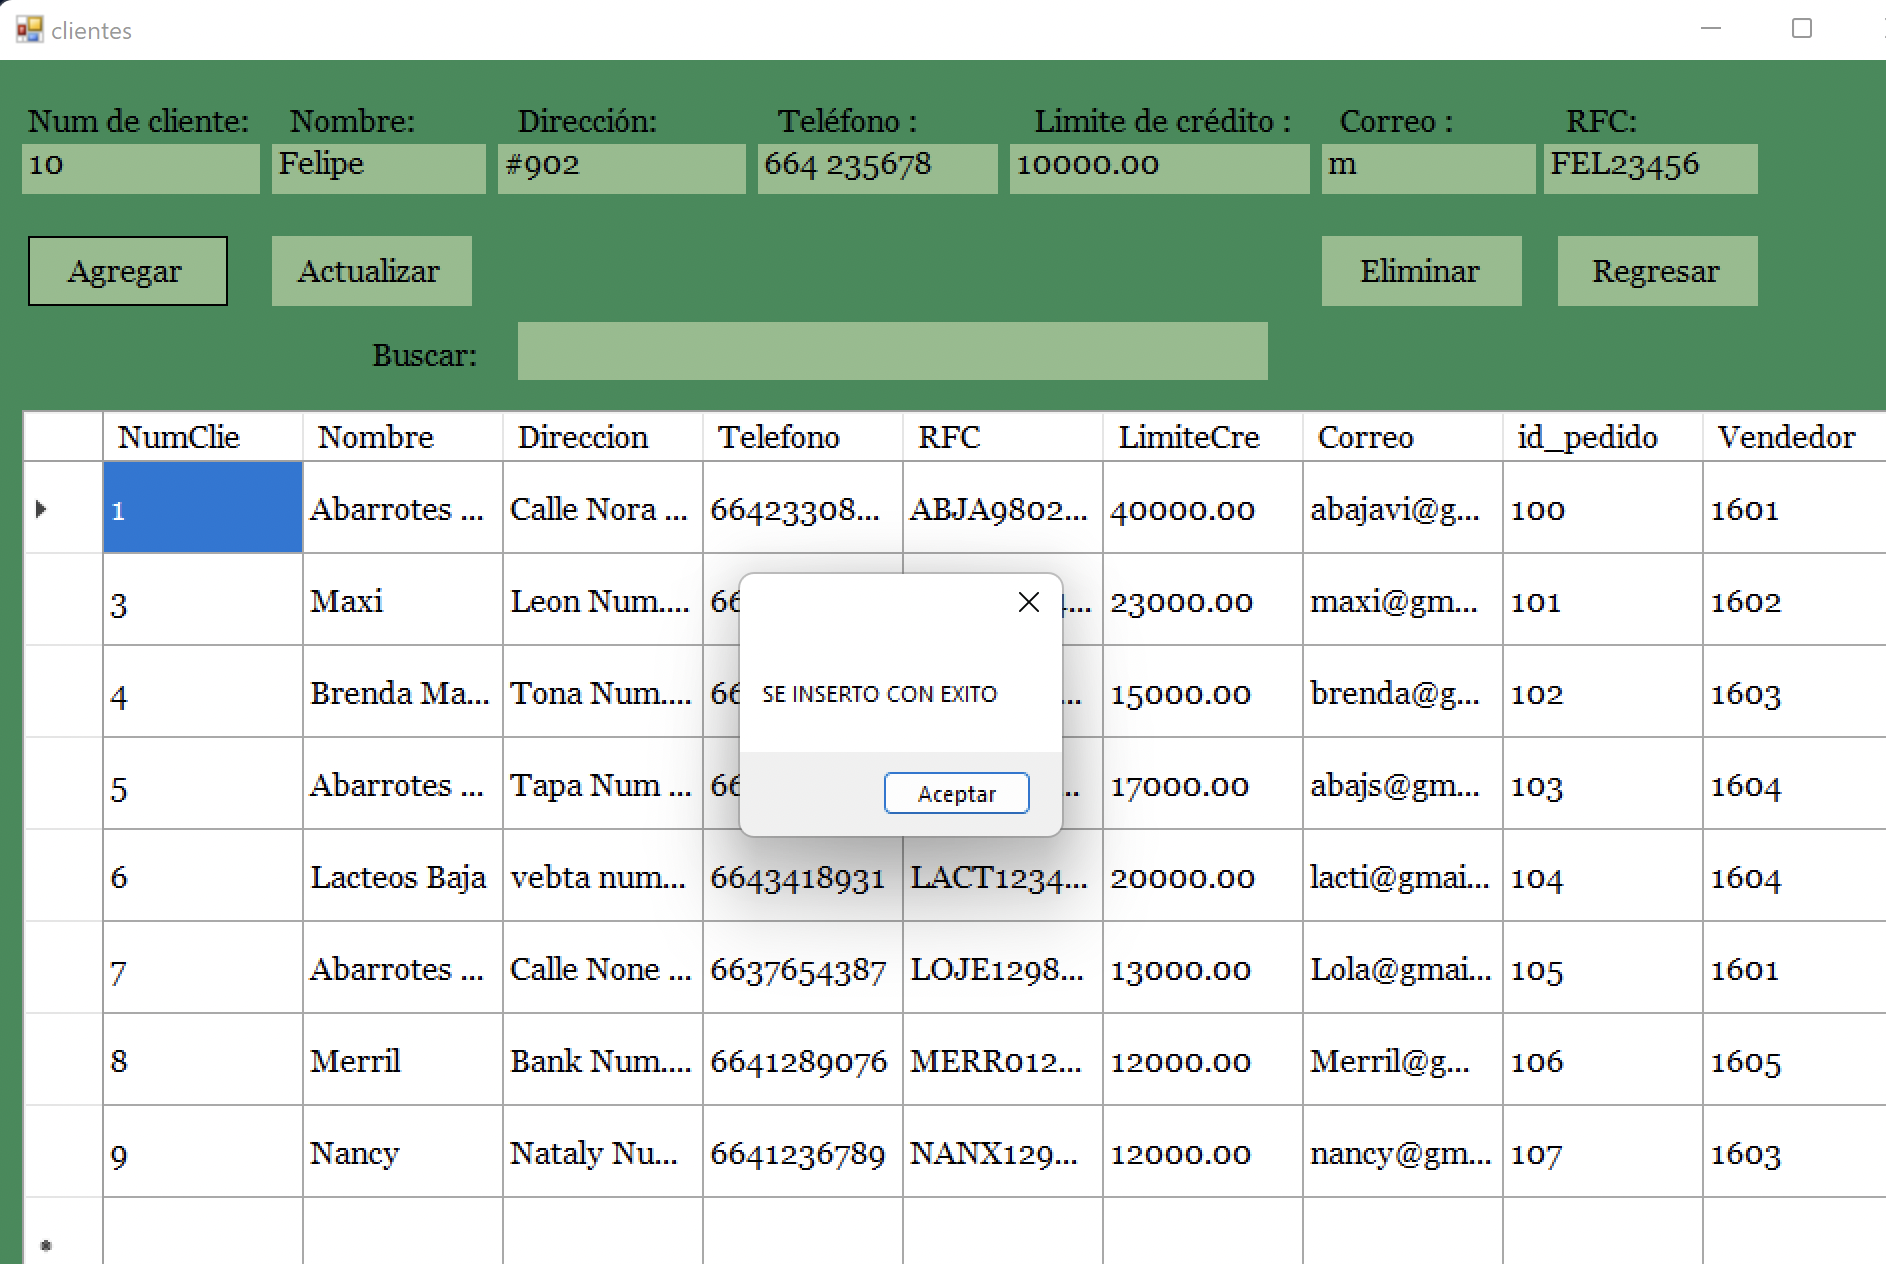 clientes
Num de cliente: Nombre: Dirección: Teléfono : Limite de crédito : Correo : RFC:
10 Felipe #902 664 235678 10000.00 m FEL23456
Agregar Actualizar Eliminar Regresar
Buscar:
NumClie Nombre Direccion Telefono RFC LimiteCre Correo id_pedido Vendedor
1 Abarrotes ... Calle Nora ... 66423308... ABJA9802... 40000.00 abajavi@g... 100 1601
3 Maxi Leon Num.... 66 ... 23000.00 maxi@gm... 101 1602
4 Brenda Ma... Tona Num.... 66 ... 15000.00 brenda@g... 102 1603
SE INSERTO CON EXITO
5 Abarrotes ... Tapa Num ... 66 ... 17000.00 abajs@gm... 103 1604
Aceptar
6 Lacteos Baja vebta num... 6643418931 LACT1234... 20000.00 lacti@gmai... 104 1604
7 Abarrotes ... Calle None ... 6637654387 LOJE1298... 13000.00 Lola@gmai... 105 1601
8 Merril Bank Num.... 6641289076 MERR012... 12000.00 Merril@g... 106 1605
9 Nancy Nataly Nu... 6641236789 NANX129... 12000.00 nancy@gm... 107 1603